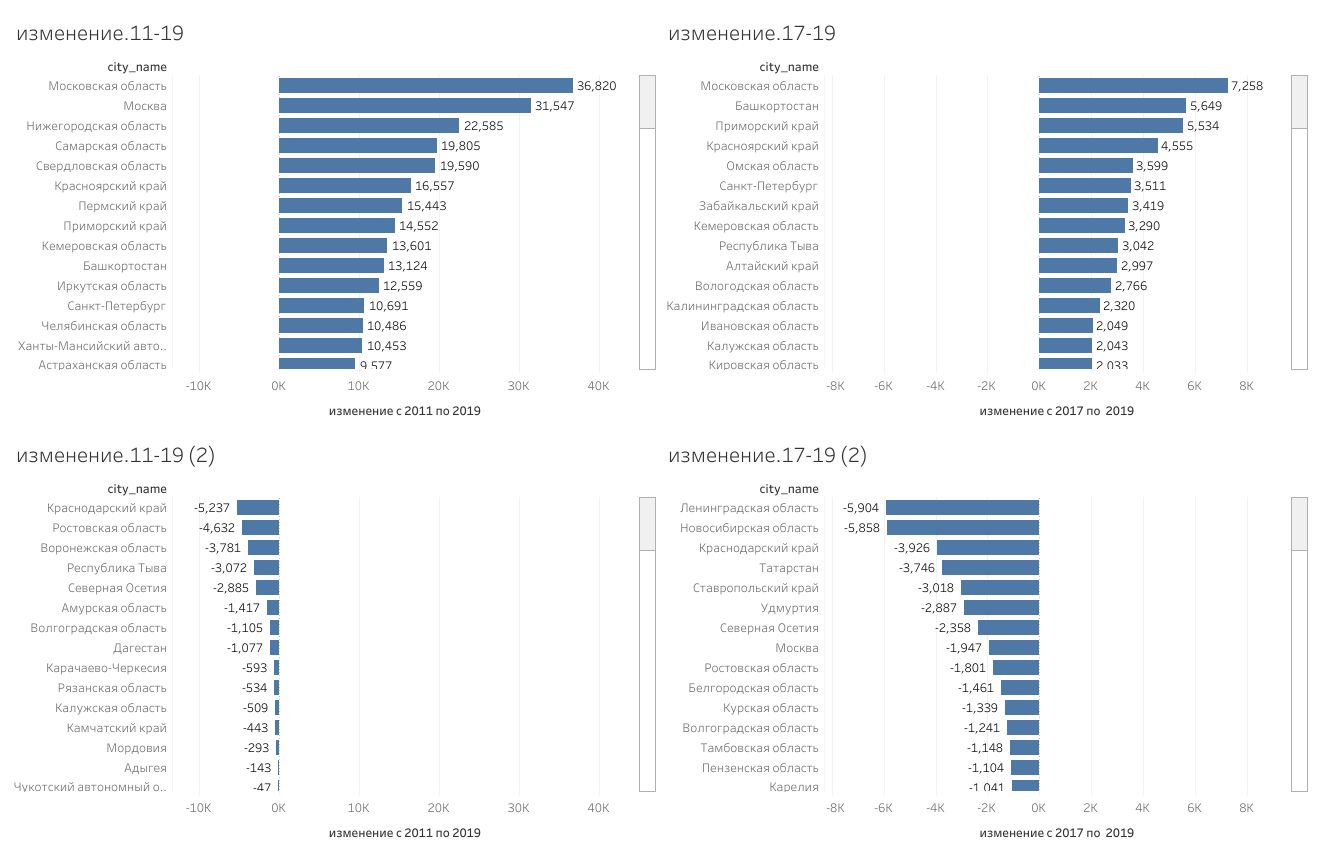 изменение.11-19
city_name
Московская область 36,820
Москва 31,547
Нижегородская область 22,585
Самарская область 19,805
Свердловская область 19,590
Красноярский край 16,557
Пермский край 15,443
Приморский край 14,552
Кемеровская область 13,601
Башкортостан 13,124
Иркутская область 12,559
Санкт-Петербург 10,691
Челябинская область 10,486
Ханты-Мансийский авто.. 10,453
Астраханская область 9,577
-10K 0K 10K 20K 30K 40K
изменение с 2011 по 2019
изменение.17-19
city_name
Московская область 7,258
Башкортостан 5,649
Приморский край 5,534
Красноярский край 4,555
Омская область 3,599
Санкт-Петербург 3,511
Забайкальский край 3,419
Кемеровская область 3,290
Республика Тыва 3,042
Алтайский край 2,997
Вологодская область 2,766
Калининградская область 2,320
Ивановская область 2,049
Калужская область 2,043
Кировская область 2,033
-8K -6K -4K -2K 0K 2K 4K 6K 8K
изменение с 2017 по 2019
изменение.11-19 (2)
city_name
Краснодарский край -5,237
Ростовская область -4,632
Воронежская область -3,781
Республика Тыва -3,072
Северная Осетия -2,885
Амурская область -1,417
Волгоградская область -1,105
Дагестан -1,077
Карачаево-Черкесия -593
Рязанская область -534
Калужская область -509
Камчатский край -443
Мордовия -293
Адыгея -143
Чукотский автономный о.. -47
-10K 0K 10K 20K 30K 40K
изменение с 2011 по 2019
изменение.17-19 (2)
city_name
Ленинградская область -5,904
Новосибирская область -5,858
Краснодарский край -3,926
Татарстан -3,746
Ставропольский край -3,018
Удмуртия -2,887
Северная Осетия -2,358
Москва -1,947
Ростовская область -1,801
Белгородская область -1,461
Курская область -1,339
Волгоградская область -1,241
Тамбовская область -1,148
Пензенская область -1,104
Карелия -1,041
-8K -6K -4K -2K 0K 2K 4K 6K 8K
изменение с 2017 по 2019